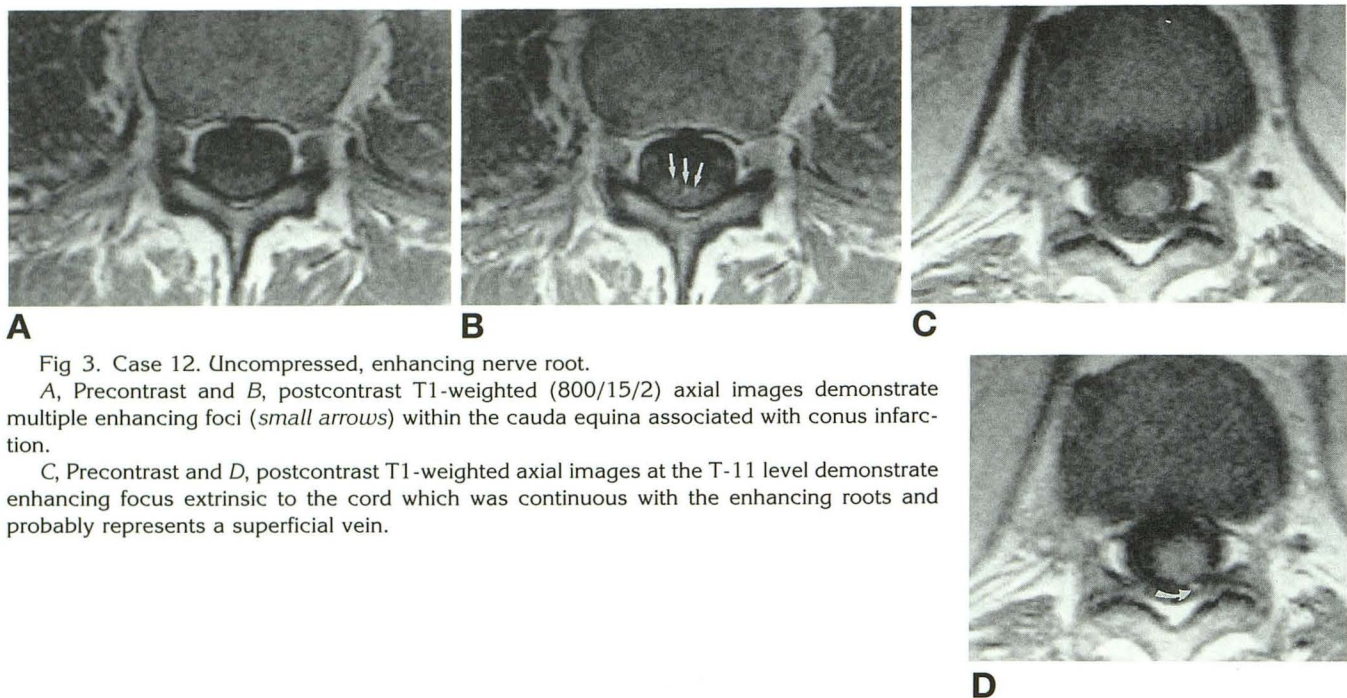 A
B
C
Fig 3. Case 12. Uncompressed, enhancing nerve root.
A, Precontrast and B, postcontrast T1-weighted (800/15/2) axial images demonstrate
multiple enhancing foci (small arrows) within the cauda equina associated with conus infarc-
tion.
C, Precontrast and D, postcontrast T1-weighted axial images at the T-11 level demonstrate
enhancing focus extrinsic to the cord which was continuous with the enhancing roots and
probably represents a superficial vein.
D